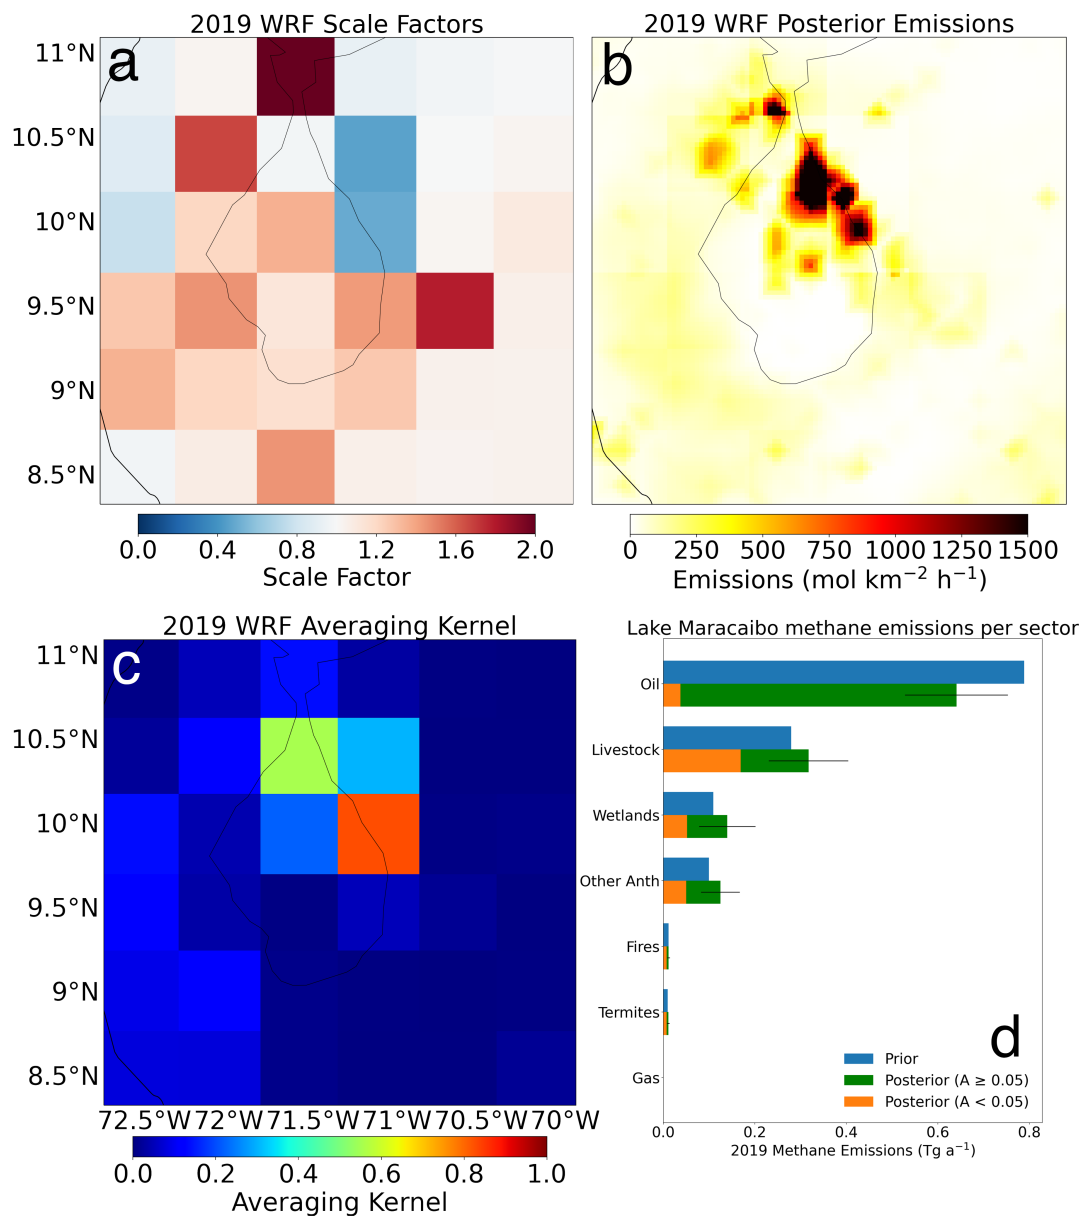 2019 WRF Scale Factors
a
11°N
10.5°N
10°N
9.5°N
9°N
8.5°N
0.0 0.4 0.8 1.2 1.6 2.0
Scale Factor
2019 WRF Posterior Emissions
b
0 250 500 750 1000 1250 1500
Emissions (mol km⁻² h⁻¹)
2019 WRF Averaging Kernel
c
11°N
10.5°N
10°N
9.5°N
9°N
8.5°N
72.5°W 72°W 71.5°W 71°W 70.5°W 70°W
0.0 0.2 0.4 0.6 0.8 1.0
Averaging Kernel
Lake Maracaibo methane emissions per sector
Oil
Livestock
Wetlands
Other Anth
Fires
Termites
Gas
d
Prior
Posterior (A ≥ 0.05)
Posterior (A < 0.05)
0.0 0.2 0.4 0.6 0.8
2019 Methane Emissions (Tg a⁻¹)